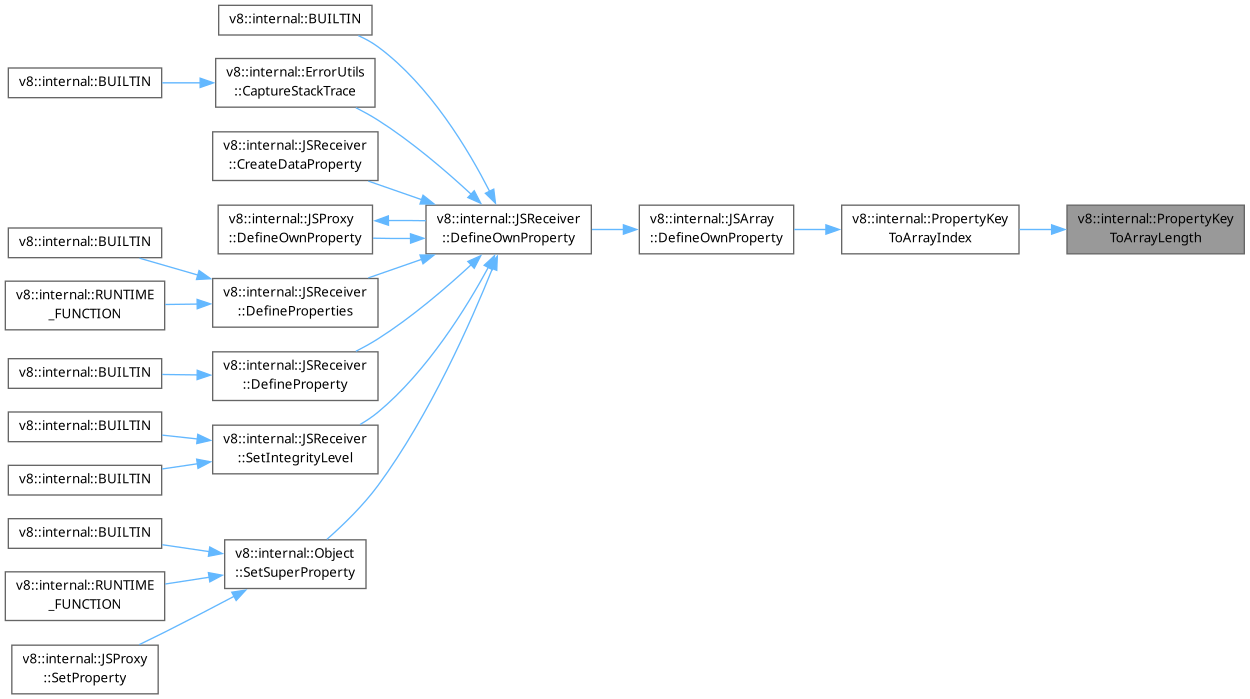 v8::internal::BUILTIN
v8::internal::BUILTIN
v8::internal::ErrorUtils
::CaptureStackTrace
v8::internal::JSReceiver
::CreateDataProperty
v8::internal::JSProxy
::DefineOwnProperty
v8::internal::JSReceiver
::DefineOwnProperty
v8::internal::JSArray
::DefineOwnProperty
v8::internal::PropertyKey
ToArrayIndex
v8::internal::PropertyKey
ToArrayLength
v8::internal::BUILTIN
v8::internal::RUNTIME
_FUNCTION
v8::internal::JSReceiver
::DefineProperties
v8::internal::BUILTIN
v8::internal::JSReceiver
::DefineProperty
v8::internal::BUILTIN
v8::internal::JSReceiver
::SetIntegrityLevel
v8::internal::BUILTIN
v8::internal::BUILTIN
v8::internal::Object
::SetSuperProperty
v8::internal::RUNTIME
_FUNCTION
v8::internal::JSProxy
::SetProperty